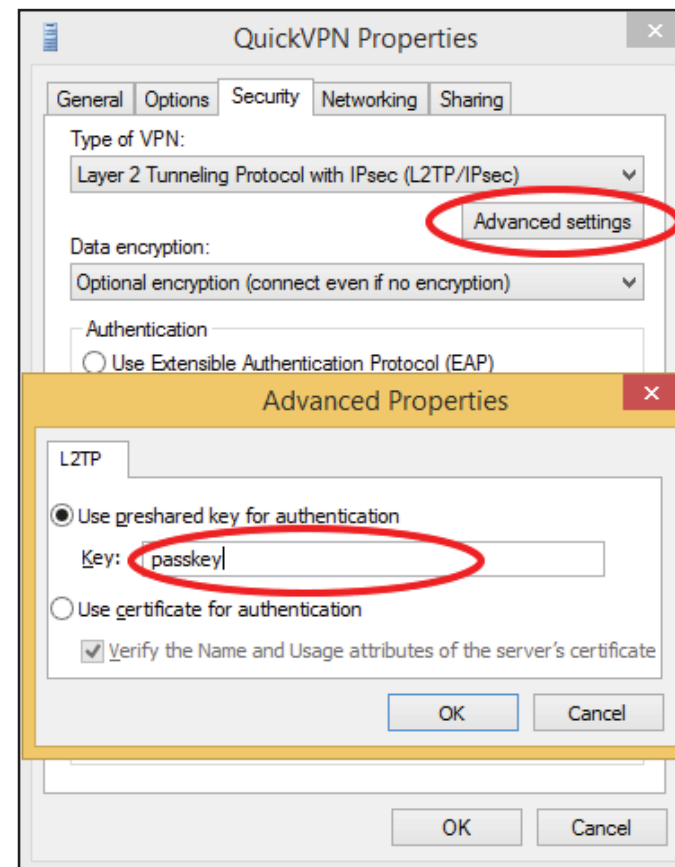 QuickVPN Properties
General Options Security Networking Sharing
Type of VPN:
Layer 2 Tunneling Protocol with IPsec (L2TP/IPsec)
Advanced settings
Data encryption:
Optional encryption (connect even if no encryption)
Authentication
Use Extensible Authentication Protocol (EAP)
Advanced Properties
L2TP
Use preshared key for authentication
Key: passkey
Use certificate for authentication
Verify the Name and Usage attributes of the server's certificate
OK Cancel
OK Cancel